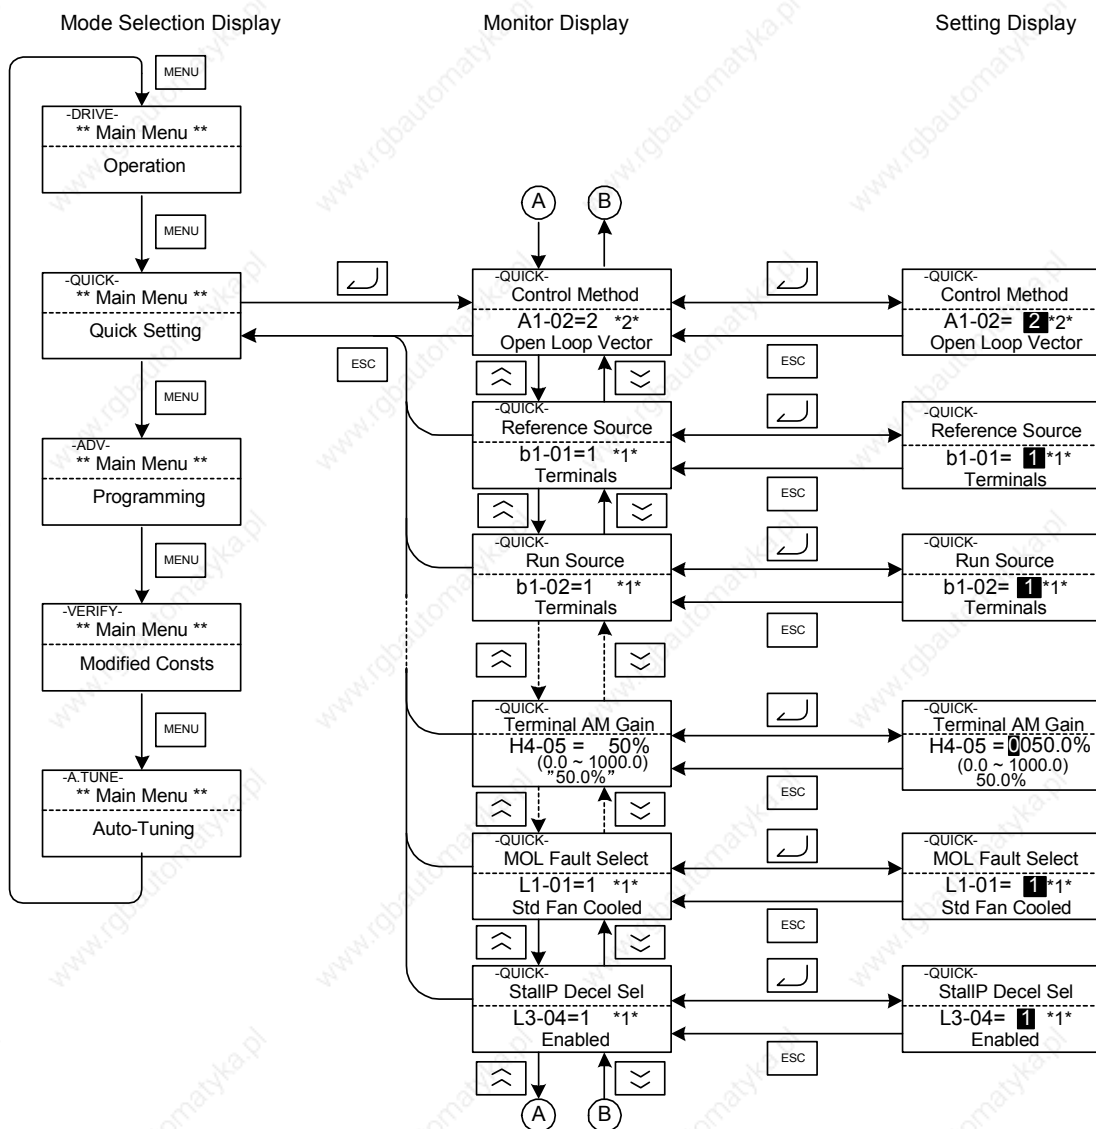 Mode Selection Display
Monitor Display
Setting Display
MENU
-DRIVE-
** Main Menu **
Operation
MENU
-QUICK-
** Main Menu **
Quick Setting
MENU
-ADV-
** Main Menu **
Programming
MENU
-VERIFY-
** Main Menu **
Modified Consts
MENU
-A.TUNE-
** Main Menu **
Auto-Tuning
ESC
A
B
-QUICK-
Control Method
A1-02=2 *2*
Open Loop Vector
-QUICK-
Reference Source
b1-01=1 *1*
Terminals
-QUICK-
Run Source
b1-02=1 *1*
Terminals
-QUICK-
Terminal AM Gain
H4-05 = 50%
(0.0 ~ 1000.0)
"50.0%"
-QUICK-
MOL Fault Select
L1-01=1 *1*
Std Fan Cooled
-QUICK-
StallP Decel Sel
L3-04=1 *1*
Enabled
A
B
ESC
ESC
ESC
ESC
ESC
ESC
-QUICK-
Control Method
A1-02= 2 *2*
Open Loop Vector
-QUICK-
Reference Source
b1-01= 1 *1*
Terminals
-QUICK-
Run Source
b1-02= 1 *1*
Terminals
-QUICK-
Terminal AM Gain
H4-05 = 0050.0%
(0.0 ~ 1000.0)
50.0%
-QUICK-
MOL Fault Select
L1-01= 1 *1*
Std Fan Cooled
-QUICK-
StallP Decel Sel
L3-04= 1 *1*
Enabled
www.rgbautomatyka.pl